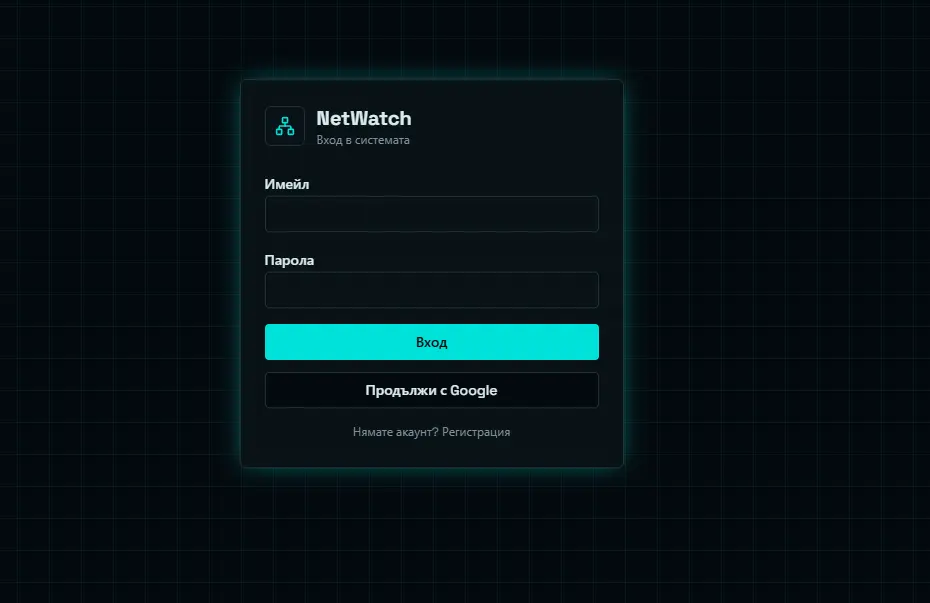 NetWatch
Вход в системата
Имейл
Парола
Вход
Продължи с Google
Нямате акаунт? Регистрация